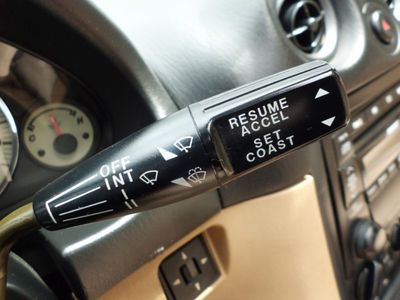 RESUME
ACCEL
SET
COAST
OFF
INT